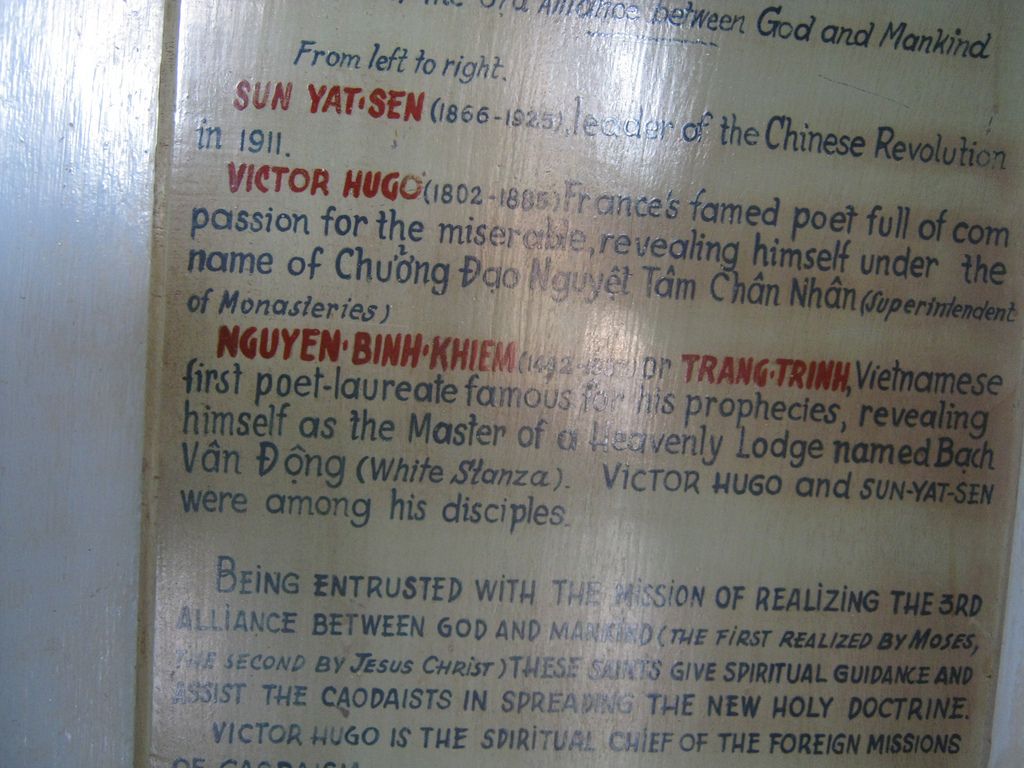 the 3rd Alliance between God and Mankind
From left to right.
SUN YAT-SEN (1866-1925), leader of the Chinese Revolution
in 1911.
VICTOR HUGO (1802-1885) France's famed poet full of com
passion for the miserable, revealing himself under the
name of Chưởng Đạo Nguyệt Tâm Chân Nhân (Superintendent
of Monasteries)
NGUYEN·BINH·KHIEM or TRANG·TRINH, Vietnamese
first poet-laureate famous for his prophecies, revealing
himself as the Master of a Heavenly Lodge named Bạch
Vân Động (White Stanza). VICTOR HUGO and SUN-YAT-SEN
were among his disciples.
BEING ENTRUSTED WITH THE MISSION OF REALIZING THE 3RD
ALLIANCE BETWEEN GOD AND MANKIND (THE FIRST REALIZED BY MOSES,
THE SECOND BY JESUS CHRIST) THESE SAINTS GIVE SPIRITUAL GUIDANCE AND
ASSIST THE CAODAISTS IN SPREADING THE NEW HOLY DOCTRINE.
VICTOR HUGO IS THE SPIRITUAL CHIEF OF THE FOREIGN MISSIONS
OF CAODAISM